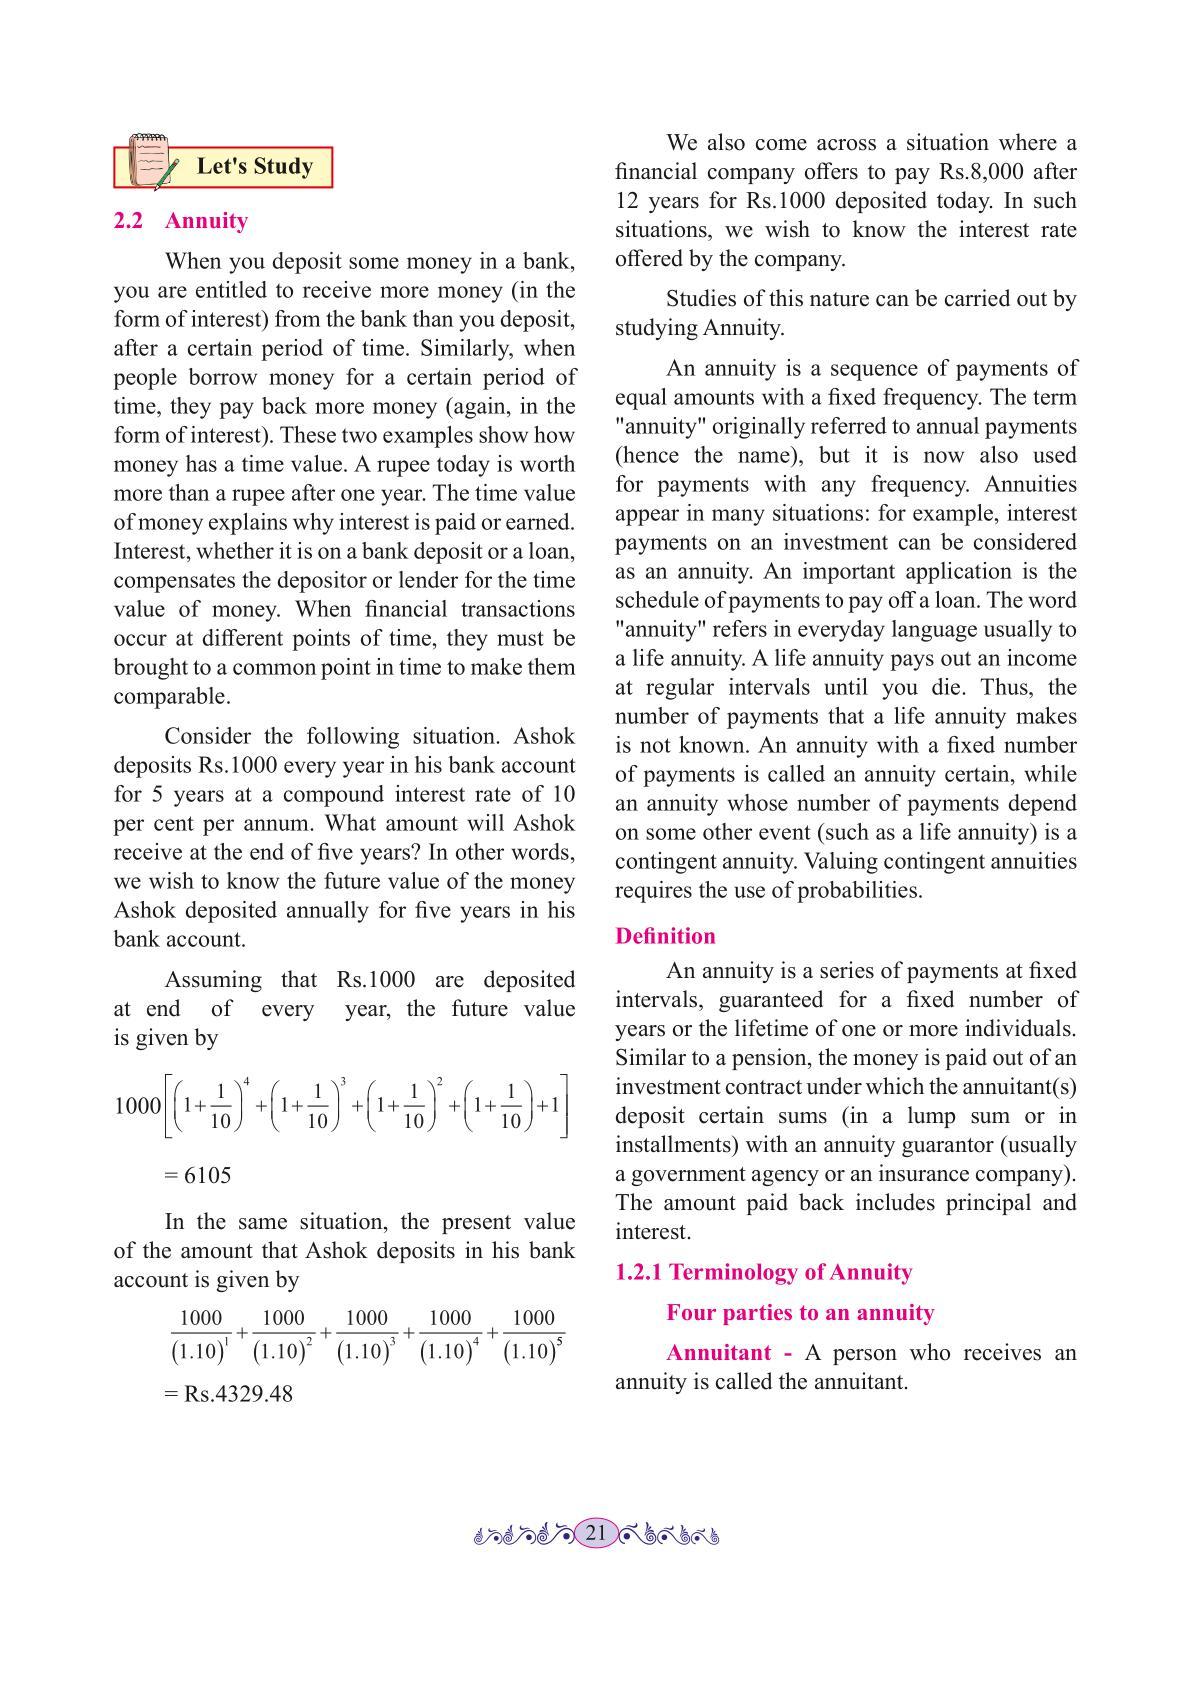 Let's Study
2.2 Annuity
When you deposit some money in a bank,
you are entitled to receive more money (in the
form of interest) from the bank than you deposit,
after a certain period of time. Similarly, when
people borrow money for a certain period of
time, they pay back more money (again, in the
form of interest). These two examples show how
money has a time value. A rupee today is worth
more than a rupee after one year. The time value
of money explains why interest is paid or earned.
Interest, whether it is on a bank deposit or a loan,
compensates the depositor or lender for the time
value of money. When financial transactions
occur at different points of time, they must be
brought to a common point in time to make them
comparable.
Consider the following situation. Ashok
deposits Rs.1000 every year in his bank account
for 5 years at a compound interest rate of 10
per cent per annum. What amount will Ashok
receive at the end of five years? In other words,
we wish to know the future value of the money
Ashok deposited annually for five years in his
bank account.
Assuming that Rs.1000 are deposited
at end of every year, the future value
is given by
1000[(1+1/10)^4+(1+1/10)^3+(1+1/10)^2+(1+1/10)+1]
= 6105
In the same situation, the present value
of the amount that Ashok deposits in his bank
account is given by
1000/(1.10)^1+1000/(1.10)^2+1000/(1.10)^3+1000/(1.10)^4+1000/(1.10)^5
= Rs.4329.48
We also come across a situation where a
financial company offers to pay Rs.8,000 after
12 years for Rs.1000 deposited today. In such
situations, we wish to know the interest rate
offered by the company.
Studies of this nature can be carried out by
studying Annuity.
An annuity is a sequence of payments of
equal amounts with a fixed frequency. The term
"annuity" originally referred to annual payments
(hence the name), but it is now also used
for payments with any frequency. Annuities
appear in many situations: for example, interest
payments on an investment can be considered
as an annuity. An important application is the
schedule of payments to pay off a loan. The word
"annuity" refers in everyday language usually to
a life annuity. A life annuity pays out an income
at regular intervals until you die. Thus, the
number of payments that a life annuity makes
is not known. An annuity with a fixed number
of payments is called an annuity certain, while
an annuity whose number of payments depend
on some other event (such as a life annuity) is a
contingent annuity. Valuing contingent annuities
requires the use of probabilities.
Definition
An annuity is a series of payments at fixed
intervals, guaranteed for a fixed number of
years or the lifetime of one or more individuals.
Similar to a pension, the money is paid out of an
investment contract under which the annuitant(s)
deposit certain sums (in a lump sum or in
installments) with an annuity guarantor (usually
a government agency or an insurance company).
The amount paid back includes principal and
interest.
1.2.1 Terminology of Annuity
Four parties to an annuity
Annuitant - A person who receives an
annuity is called the annuitant.
21